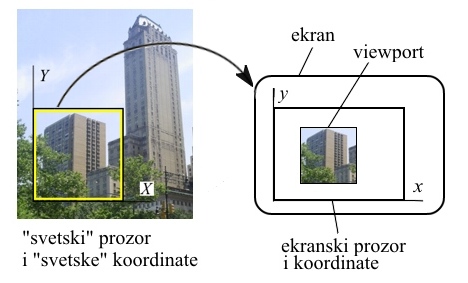 ekran
viewport
Y
y
X
x
"svetski" prozor
i "svetske" koordinate
ekranski prozor
i koordinate